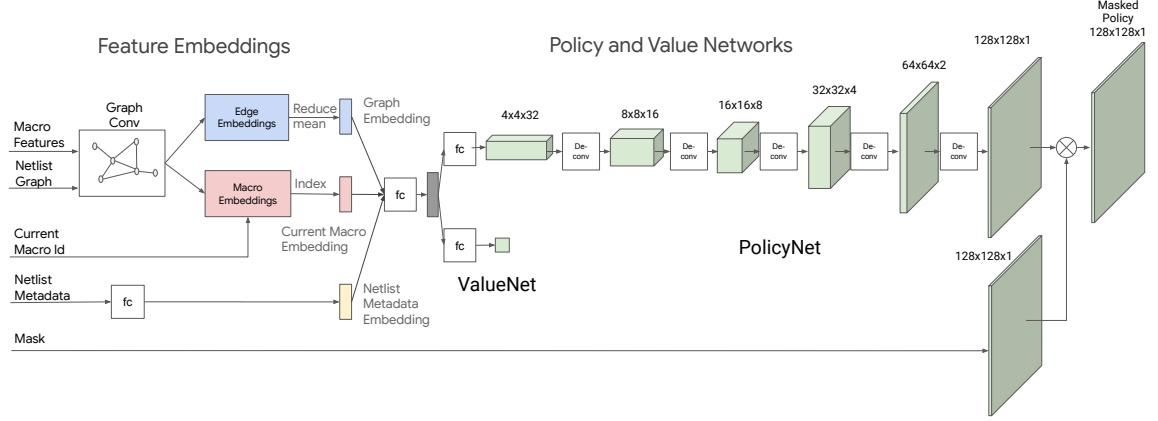 Masked
Policy
128x128x1
Feature Embeddings
Policy and Value Networks
128x128x1
64x64x2
32x32x4
16x16x8
8x8x16
4x4x32
Graph
Conv
Macro
Features
Netlist
Graph
Edge
Embeddings
Reduce
mean
Graph
Embedding
Macro
Embeddings
Index
Current Macro
Embedding
Current
Macro Id
Netlist
Metadata
fc
Netlist
Metadata
Embedding
fc
fc
fc
De-
conv
De-
conv
De-
conv
De-
conv
De-
conv
ValueNet
PolicyNet
128x128x1
Mask